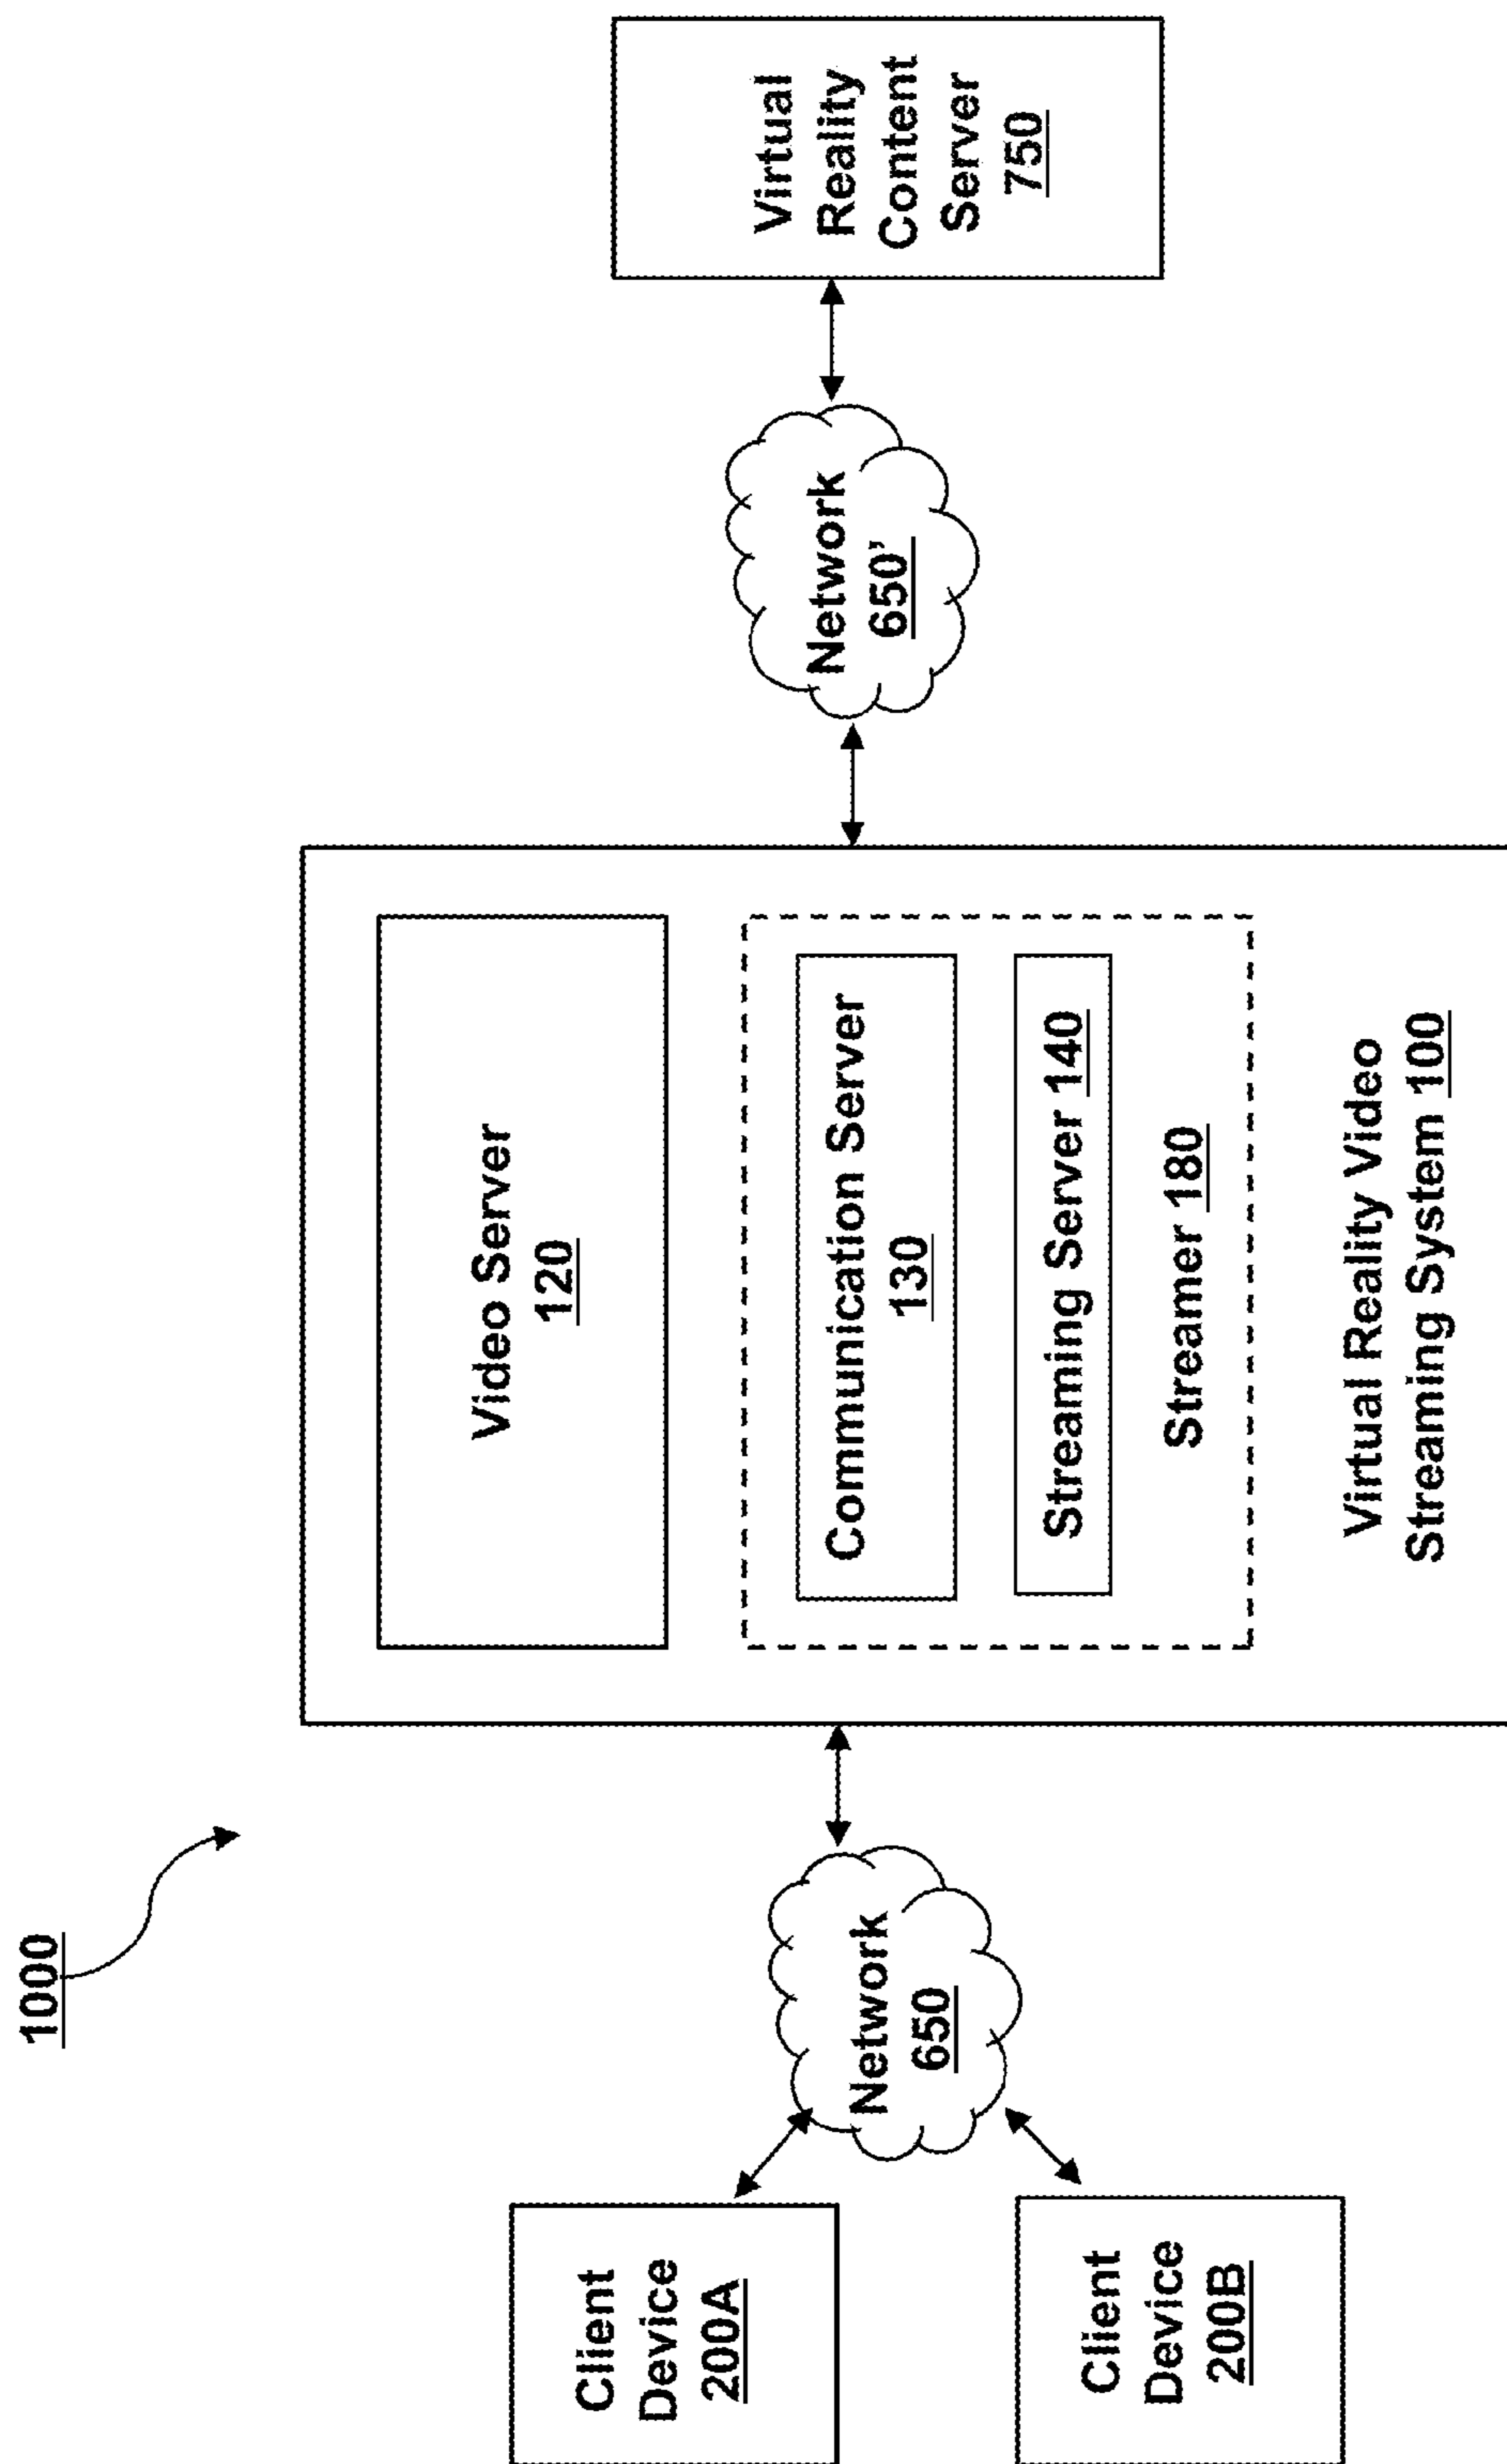 1000
Client
Device
200A
Client
Device
200B
Network
650
Video Server
120
Communication Server
130
Streaming Server 140
Streamer 180
Virtual Reality Video
Streaming System 100
Network
650’
Virtual
Reality
Content
Server
750